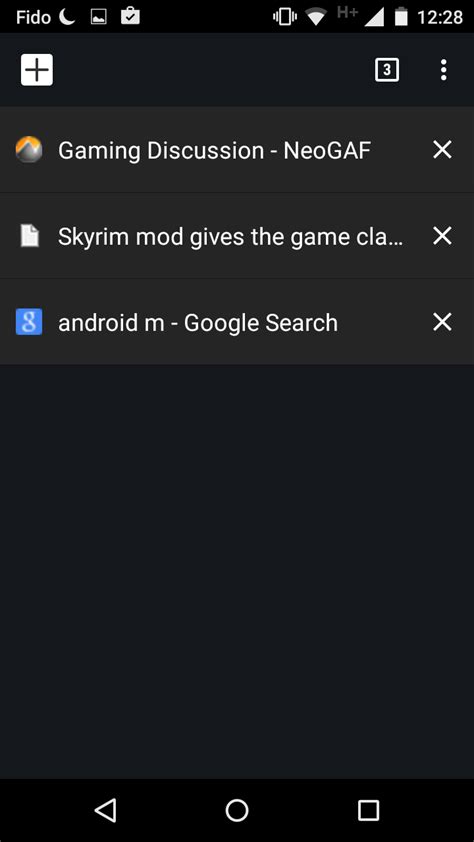 Fido H+ 12:28
3
Gaming Discussion - NeoGAF
Skyrim mod gives the game cla...
android m - Google Search